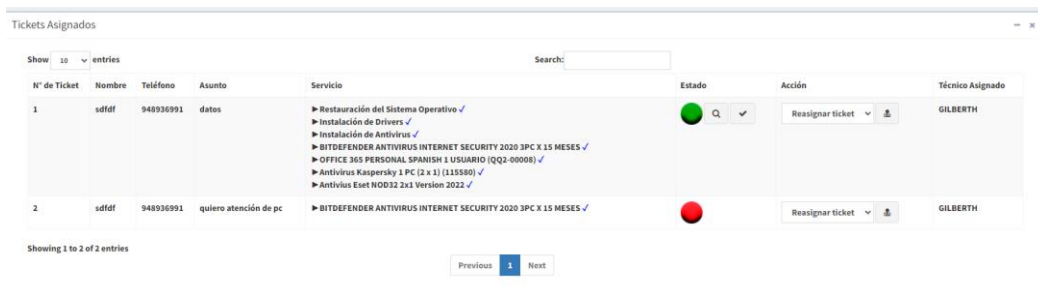 Tickets Asignados
Show 10 entries Search:
N° de Ticket Nombre Teléfono Asunto Servicio Estado Acción Técnico Asignado
1 sdfdf 948936991 datos ►Restauración del Sistema Operativo ✓ Reasignar ticket GILBERTH
►Instalación de Drivers ✓
►Instalación de Antivirus ✓
►BITDEFENDER ANTIVIRUS INTERNET SECURITY 2020 3PC X 15 MESES ✓
►OFFICE 365 PERSONAL SPANISH 1 USUARIO (QQ2-00008) ✓
►Antivirus Kaspersky 1 PC (2 x 1) (115580) ✓
►Antivius Eset NOD32 2x1 Version 2022 ✓
2 sdfdf 948936991 quiero atención de pc ►BITDEFENDER ANTIVIRUS INTERNET SECURITY 2020 3PC X 15 MESES ✓ Reasignar ticket GILBERTH
Showing 1 to 2 of 2 entries
Previous 1 Next